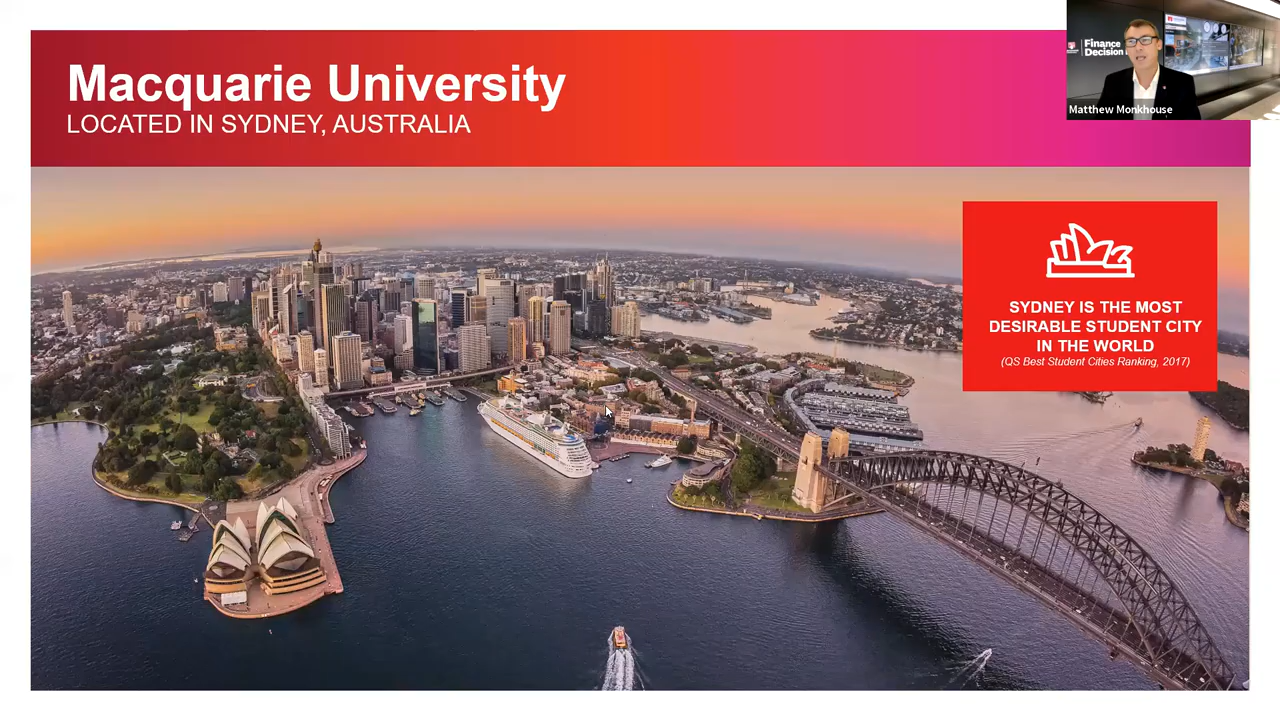 Macquarie University
LOCATED IN SYDNEY, AUSTRALIA
Finance
Decision
Matthew Monkhouse
SYDNEY IS THE MOST
DESIRABLE STUDENT CITY
IN THE WORLD
(QS Best Student Cities Ranking, 2017)